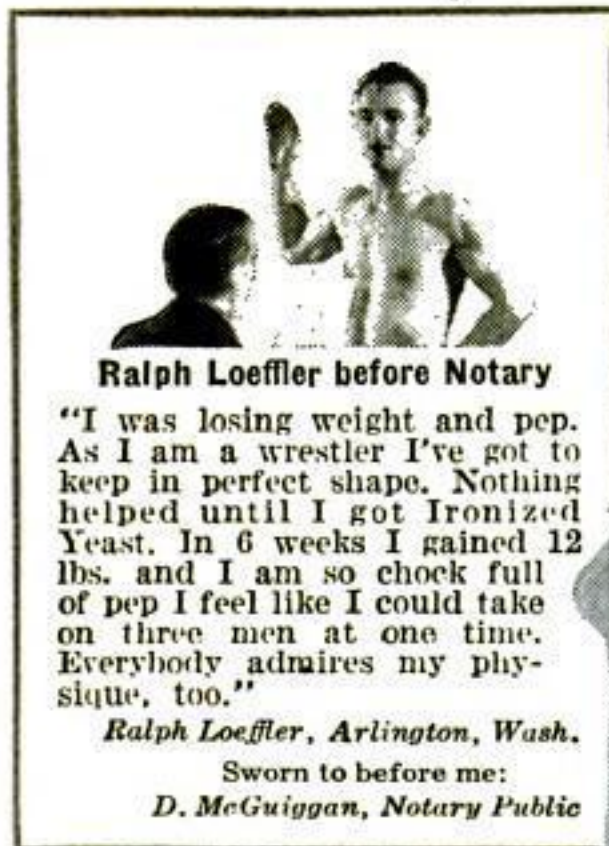 Ralph Loeffler before Notary
"I was losing weight and pep.
As I am a wrestler I've got to
keep in perfect shape. Nothing
helped until I got Ironized
Yeast. In 6 weeks I gained 12
lbs. and I am so chock full
of pep I feel like I could take
on three men at one time.
Everybody admires my phy-
sique, too."
Ralph Loeffler, Arlington, Wash.
Sworn to before me:
D. McGuiggan, Notary Public